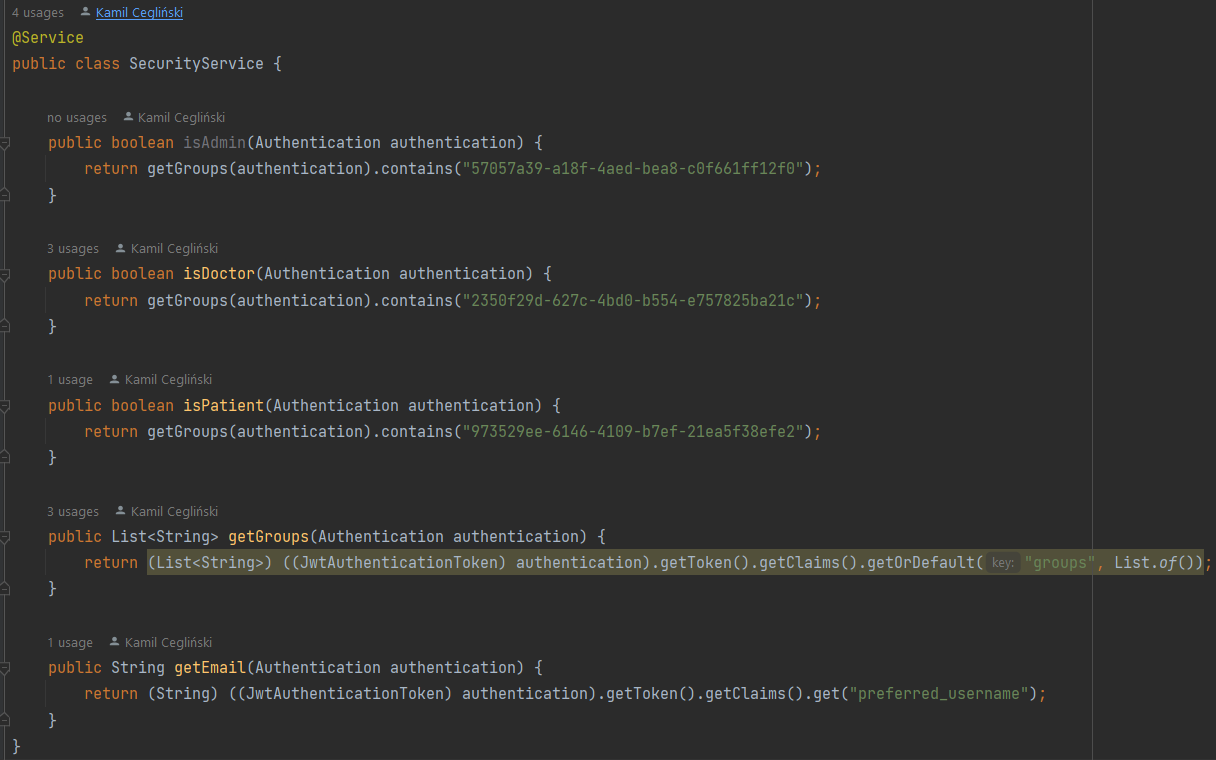 4 usages Kamil Cegliński
@Service
public class SecurityService {
no usages Kamil Cegliński
public boolean isAdmin(Authentication authentication) {
return getGroups(authentication).contains("57057a39-a18f-4aed-bea8-c0f661ff12f0");
}
3 usages Kamil Cegliński
public boolean isDoctor(Authentication authentication) {
return getGroups(authentication).contains("2350f29d-627c-4bd0-b554-e757825ba21c");
}
1 usage Kamil Cegliński
public boolean isPatient(Authentication authentication) {
return getGroups(authentication).contains("973529ee-6146-4109-b7ef-21ea5f38efe2");
}
3 usages Kamil Cegliński
public List<String> getGroups(Authentication authentication) {
return (List<String>) ((JwtAuthenticationToken) authentication).getToken().getClaims().getOrDefault( key: "groups", List.of());
}
1 usage Kamil Cegliński
public String getEmail(Authentication authentication) {
return (String) ((JwtAuthenticationToken) authentication).getToken().getClaims().get("preferred_username");
}
}